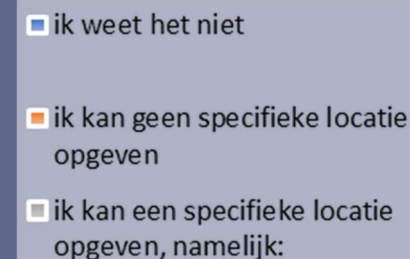 ik weet het niet
ik kan geen specifieke locatie
opgeven
ik kan een specifieke locatie
opgeven, namelijk: